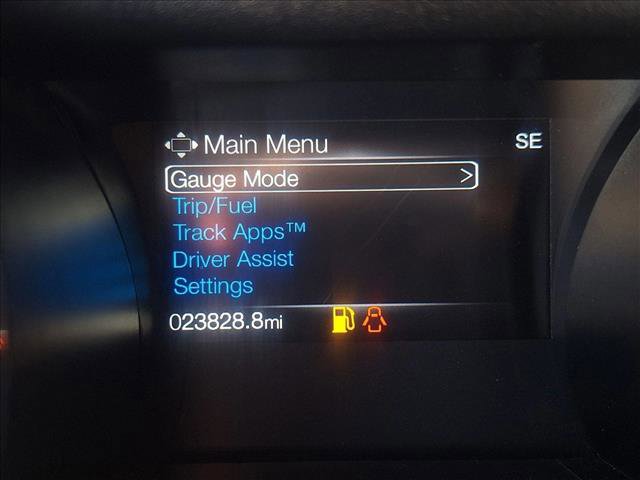 Main Menu
SE
Gauge Mode >
Trip/Fuel
Track Apps™
Driver Assist
Settings
023828.8mi